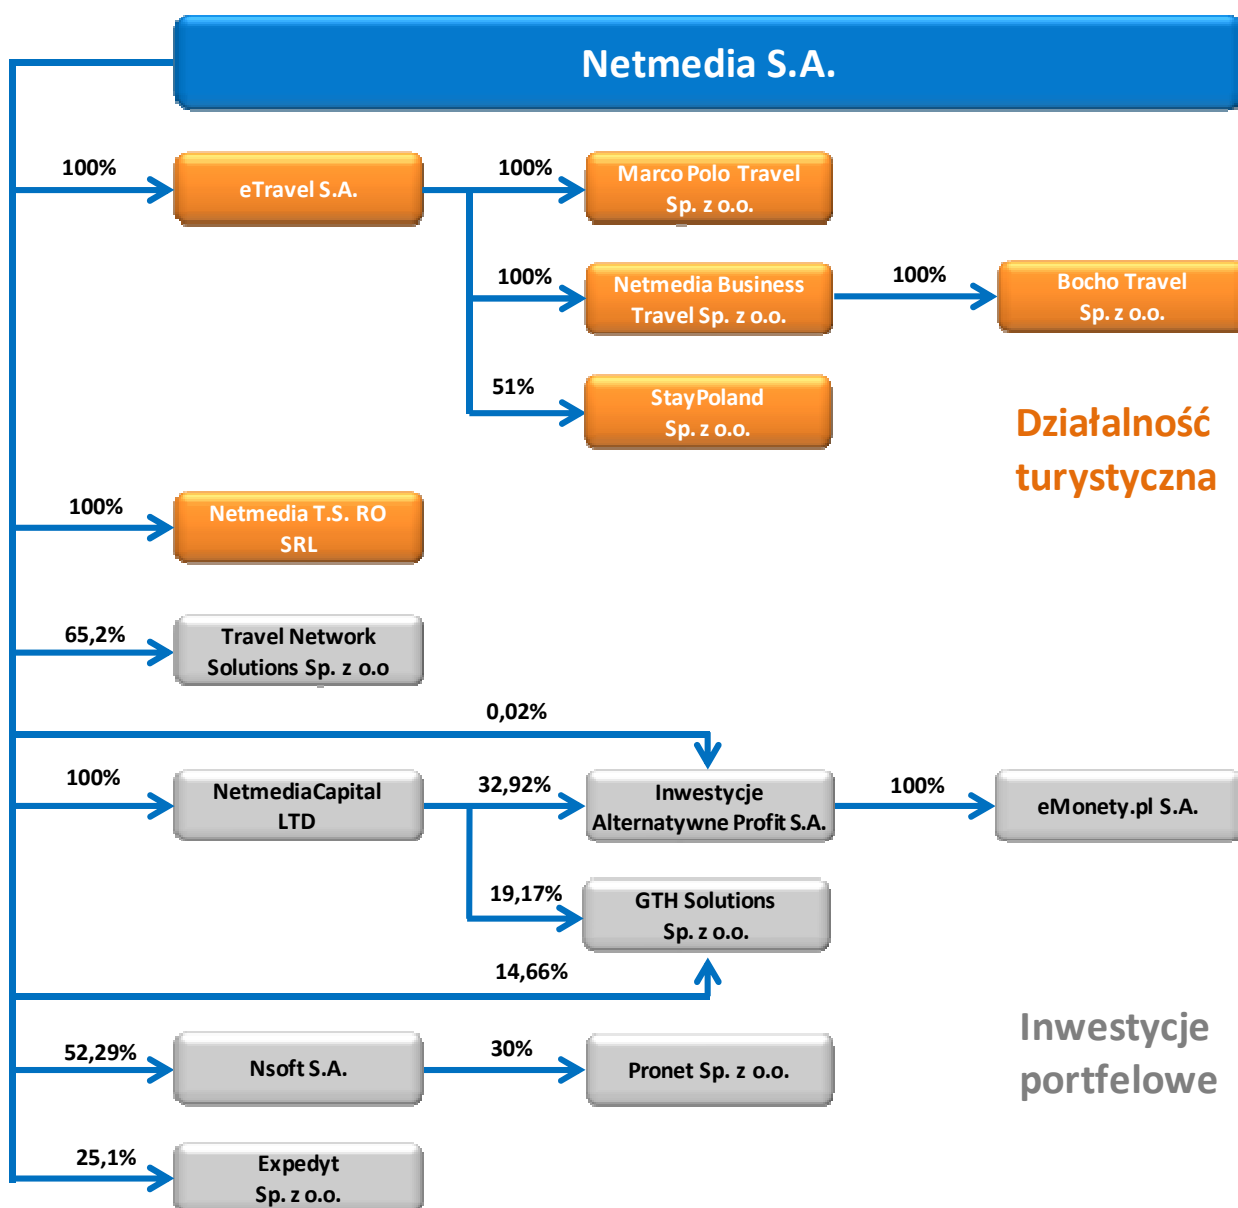 Netmedia S.A.
100%
eTravel S.A.
100%
Marco Polo Travel
Sp. z o.o.
100%
Netmedia Business
Travel Sp. z o.o.
100%
Bocho Travel
Sp. z o.o.
51%
StayPoland
Sp. z o.o.
Działalność
turystyczna
100%
Netmedia T.S. RO
SRL
65,2%
Travel Network
Solutions Sp. z o.o
0,02%
100%
NetmediaCapital
LTD
32,92%
Inwestycje
Alternatywne Profit S.A.
100%
eMonety.pl S.A.
19,17%
GTH Solutions
Sp. z o.o.
14,66%
Inwestycje
portfelowe
52,29%
Nsoft S.A.
30%
Pronet Sp. z o.o.
25,1%
Expedyt
Sp. z o.o.